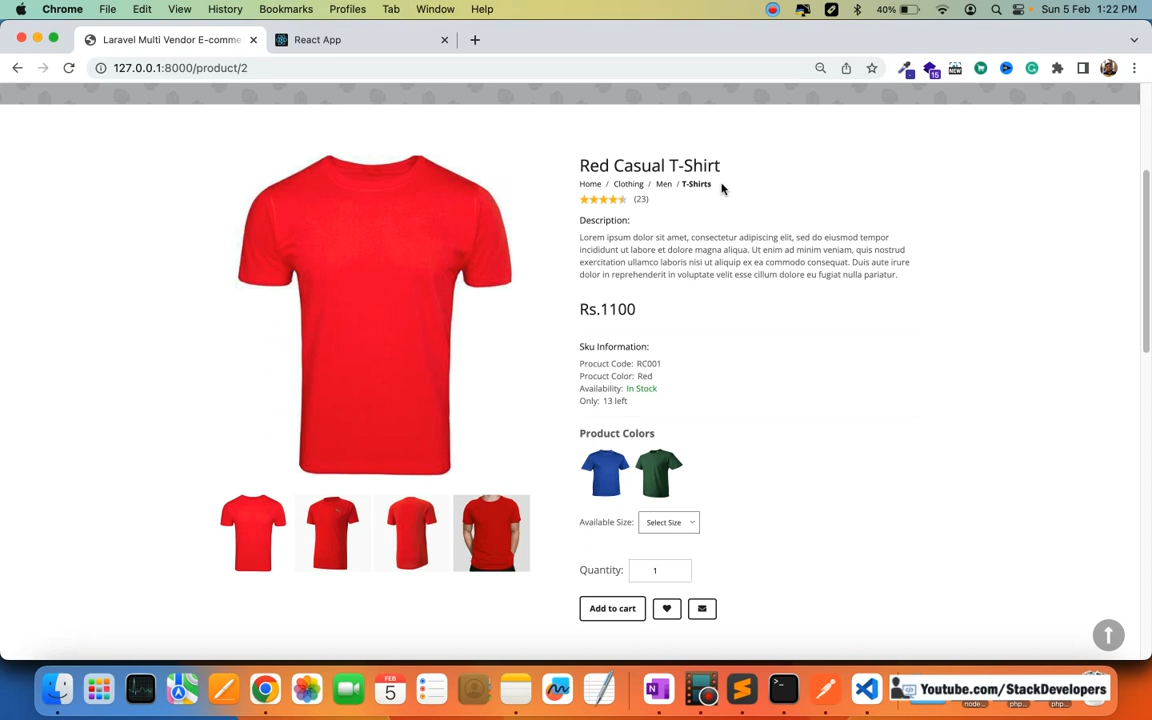 Chrome File Edit View History Bookmarks Profiles Tab Window Help 40% Sun 5 Feb 1:22 PM
Laravel Multi Vendor E-comme React App
127.0.0.1:8000/product/2 15 NEW
Red Casual T-Shirt
Home / Clothing / Men / T-Shirts
(23)
Description:
Lorem ipsum dolor sit amet, consectetur adipiscing elit, sed do eiusmod tempor
incididunt ut labore et dolore magna aliqua. Ut enim ad minim veniam, quis nostrud
exercitation ullamco laboris nisi ut aliquip ex ea commodo consequat. Duis aute irure
dolor in reprehenderit in voluptate velit esse cillum dolore eu fugiat nulla pariatur.
Rs.1100
Sku Information:
Procuct Code: RC001
Procuct Color: Red
Availability: In Stock
Only: 13 left
Product Colors
Available Size: Select Size
Quantity: 1
Add to cart
FEB
5
Youtube.com/StackDevelopers
node... php... php...